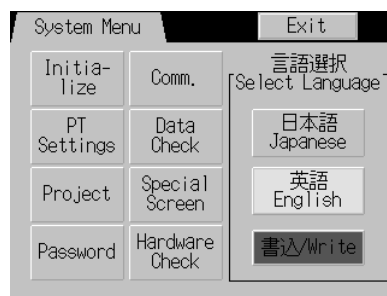 System Menu
Exit
Initia-
lize
Comm.
言語選択
Select Language
PT
Settings
Data
Check
日本語
Japanese
Project
Special
Screen
英語
English
Password
Hardware
Check
書込/Write